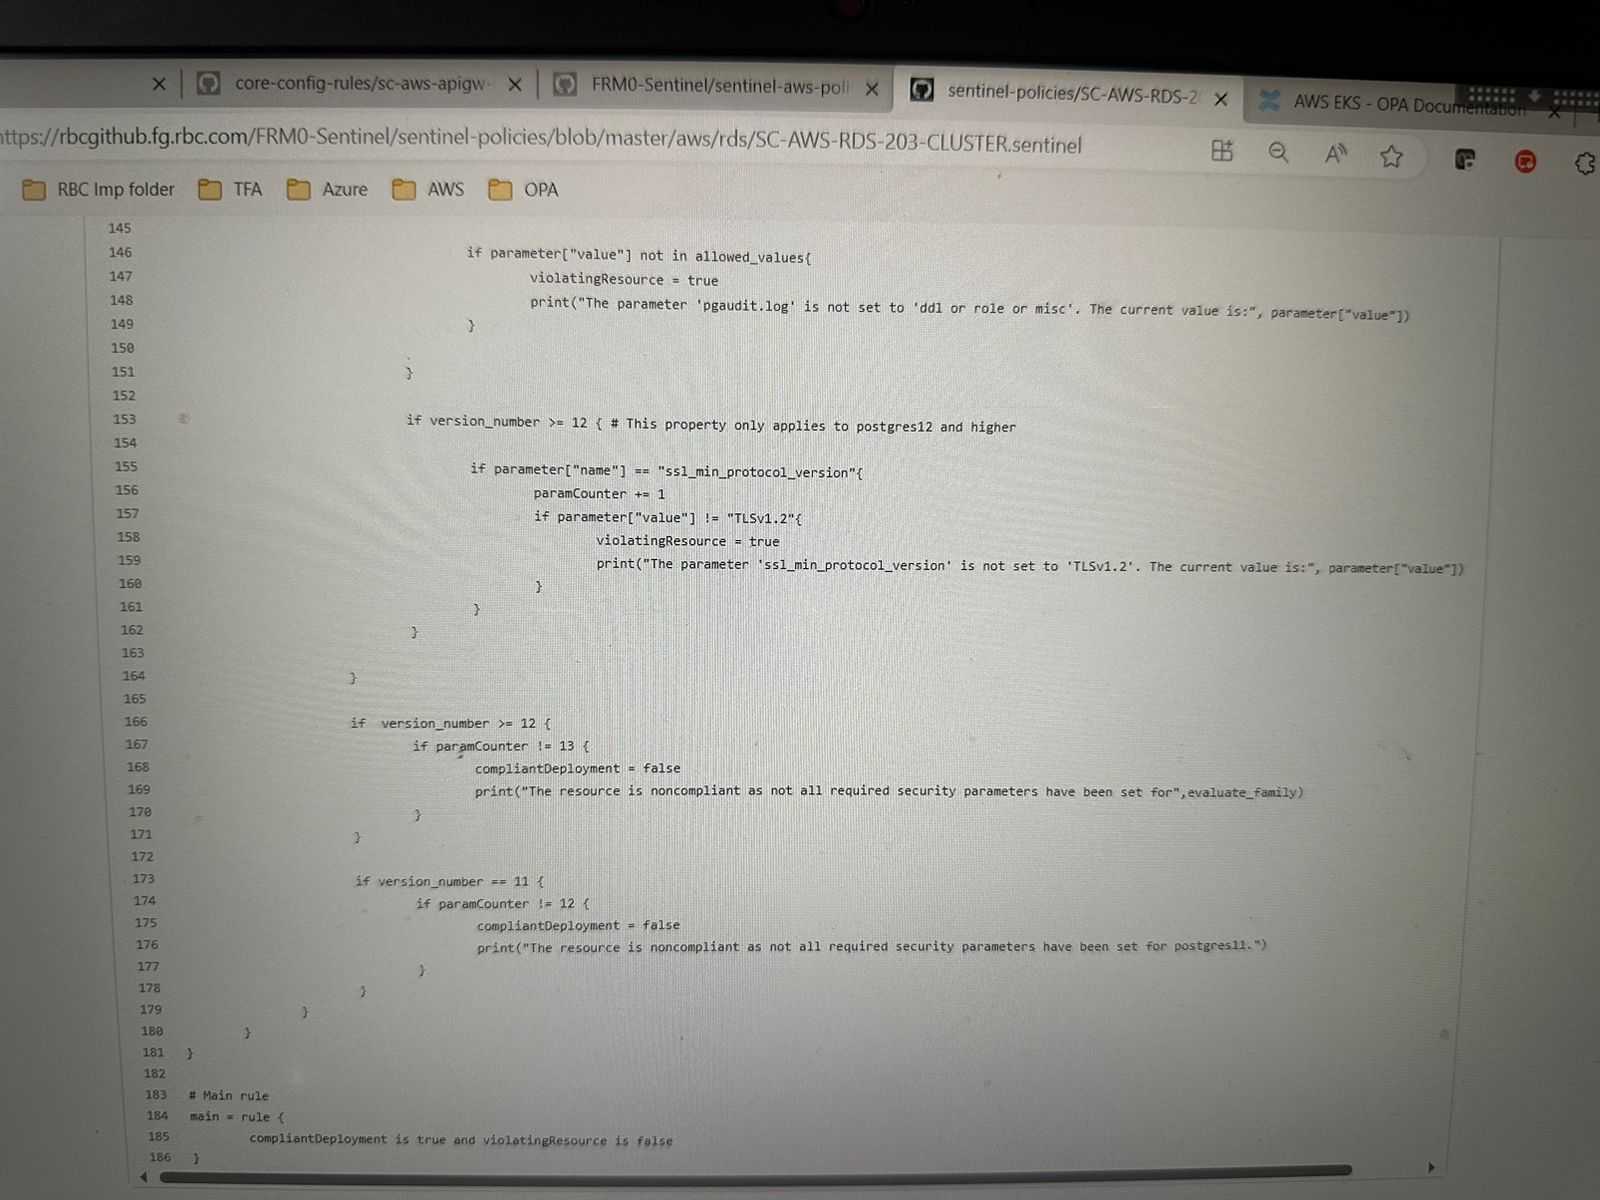 core-config-rules/sc-aws-apigw-
FRM0-Sentinel/sentinel-aws-poli
sentinel-policies/SC-AWS-RDS-2
AWS EKS - OPA Documentation
https://rbcgithub.fg.rbc.com/FRM0-Sentinel/sentinel-policies/blob/master/aws/rds/SC-AWS-RDS-203-CLUSTER.sentinel
RBC Imp folder TFA Azure AWS OPA
145
146 if parameter["value"] not in allowed_values{
147 violatingResource = true
148 print("The parameter 'pgaudit.log' is not set to 'ddl or role or misc'. The current value is:", parameter["value"])
149 }
150
151 }
152
153 if version_number >= 12 { # This property only applies to postgres12 and higher
154
155 if parameter["name"] == "ssl_min_protocol_version"{
156 paramCounter += 1
157 if parameter["value"] != "TLSv1.2"{
158 violatingResource = true
159 print("The parameter 'ssl_min_protocol_version' is not set to 'TLSv1.2'. The current value is:", parameter["value"])
160 }
161 }
162 }
163
164 }
165
166 if  version_number >= 12 {
167 if paramCounter != 13 {
168 compliantDeployment = false
169 print("The resource is noncompliant as not all required security parameters have been set for",evaluate_family)
170 }
171 }
172
173 if version_number == 11 {
174 if paramCounter != 12 {
175 compliantDeployment = false
176 print("The resource is noncompliant as not all required security parameters have been set for postgres11.")
177 }
178 }
179 }
180 }
181 }
182
183 # Main rule
184 main = rule {
185 compliantDeployment is true and violatingResource is false
186 }